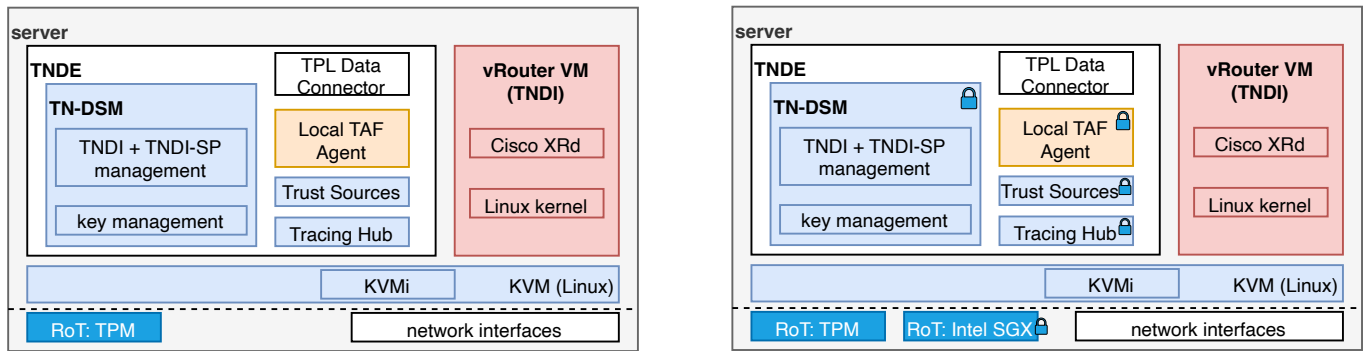 server
TNDE
TN-DSM
TNDI + TNDI-SP
management
key management
TPL Data
Connector
Local TAF
Agent
Trust Sources
Tracing Hub
vRouter VM
(TNDI)
Cisco XRd
Linux kernel
KVMi
KVM (Linux)
RoT: TPM
network interfaces
server
TNDE
TN-DSM
TNDI + TNDI-SP
management
key management
TPL Data
Connector
Local TAF
Agent
Trust Sources
Tracing Hub
vRouter VM
(TNDI)
Cisco XRd
Linux kernel
KVMi
KVM (Linux)
RoT: TPM
RoT: Intel SGX
network interfaces